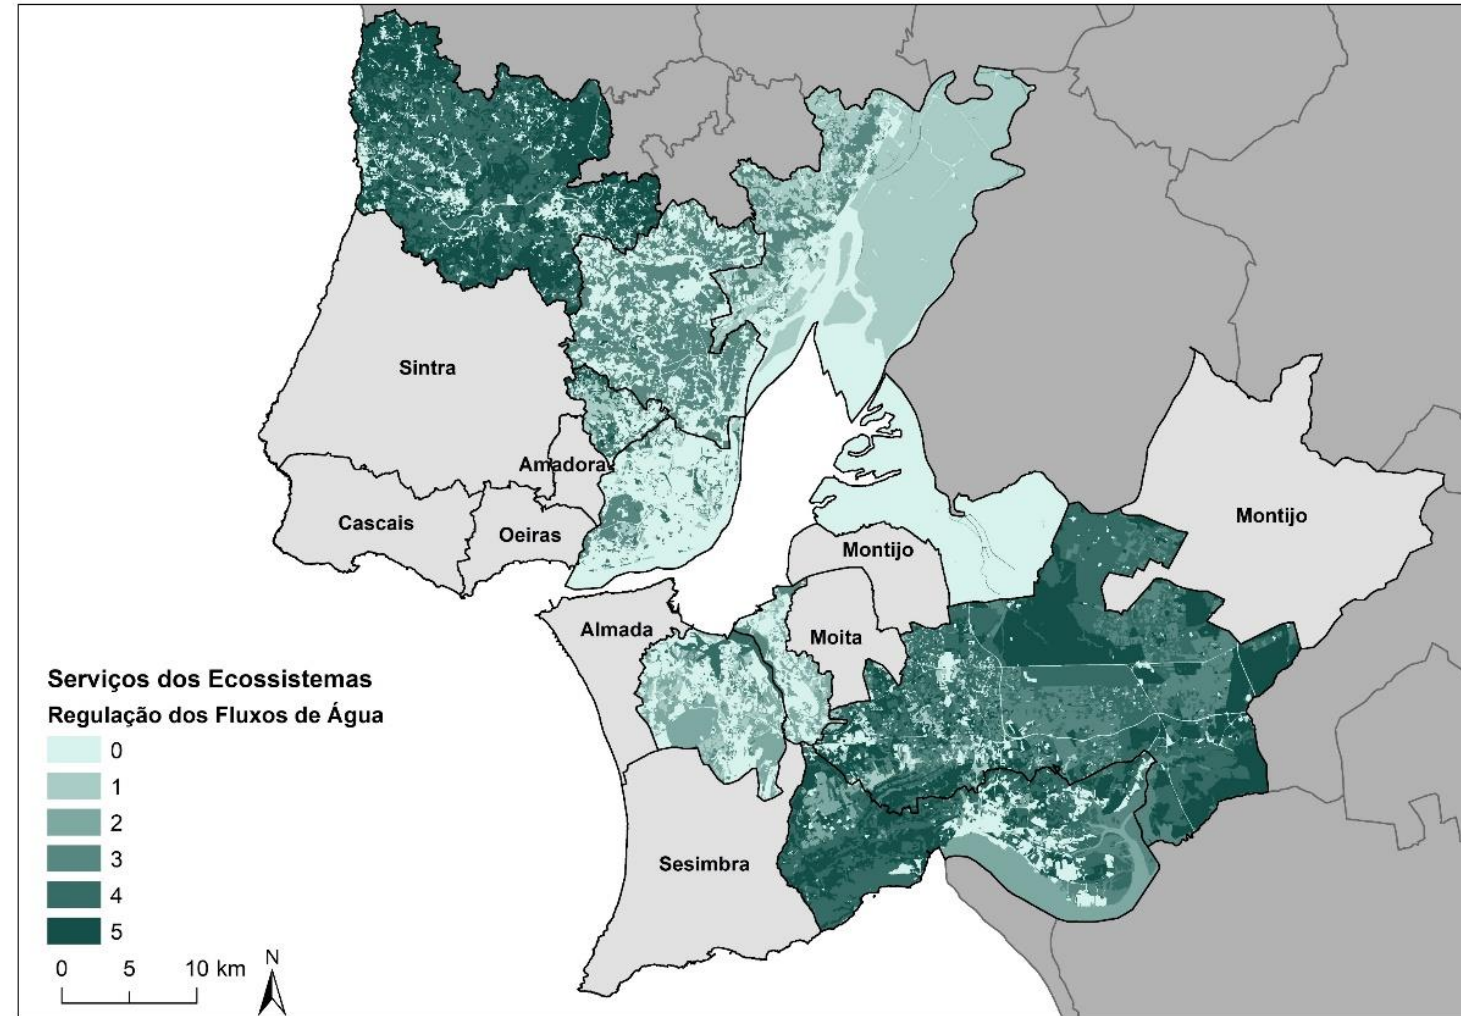 Sintra
Amadora
Cascais
Oeiras
Montijo
Montijo
Almada
Moita
Sesimbra
Serviços dos Ecossistemas
Regulação dos Fluxos de Água
0
1
2
3
4
5
0 5 10 km
N